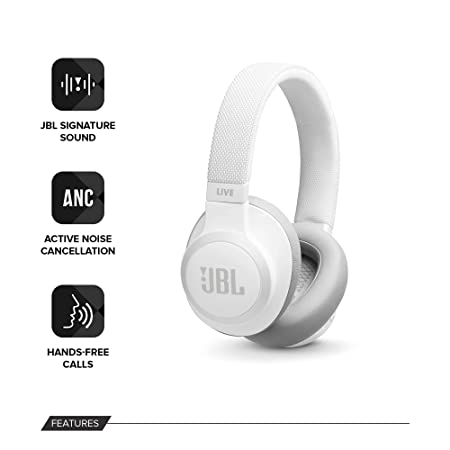 JBL SIGNATURE
SOUND
ANC
ACTIVE NOISE
CANCELLATION
HANDS-FREE
CALLS
LIVE
JBL
FEATURES